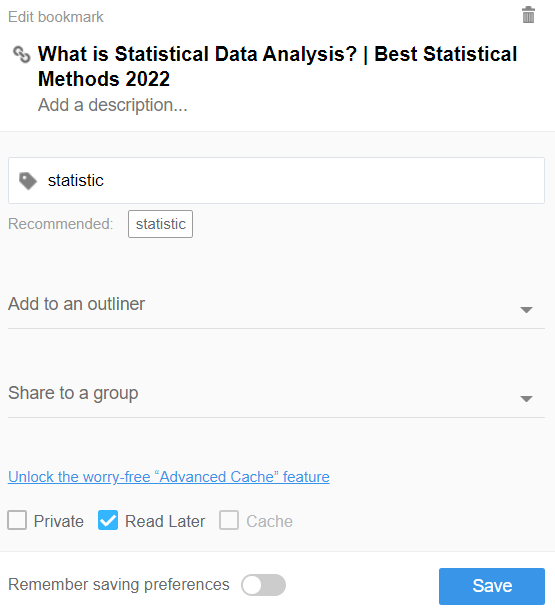 Edit bookmark
What is Statistical Data Analysis? | Best Statistical
Methods 2022
Add a description...
statistic
Recommended: statistic
Add to an outliner
Share to a group
Unlock the worry-free “Advanced Cache” feature
Private Read Later Cache
Remember saving preferences Save